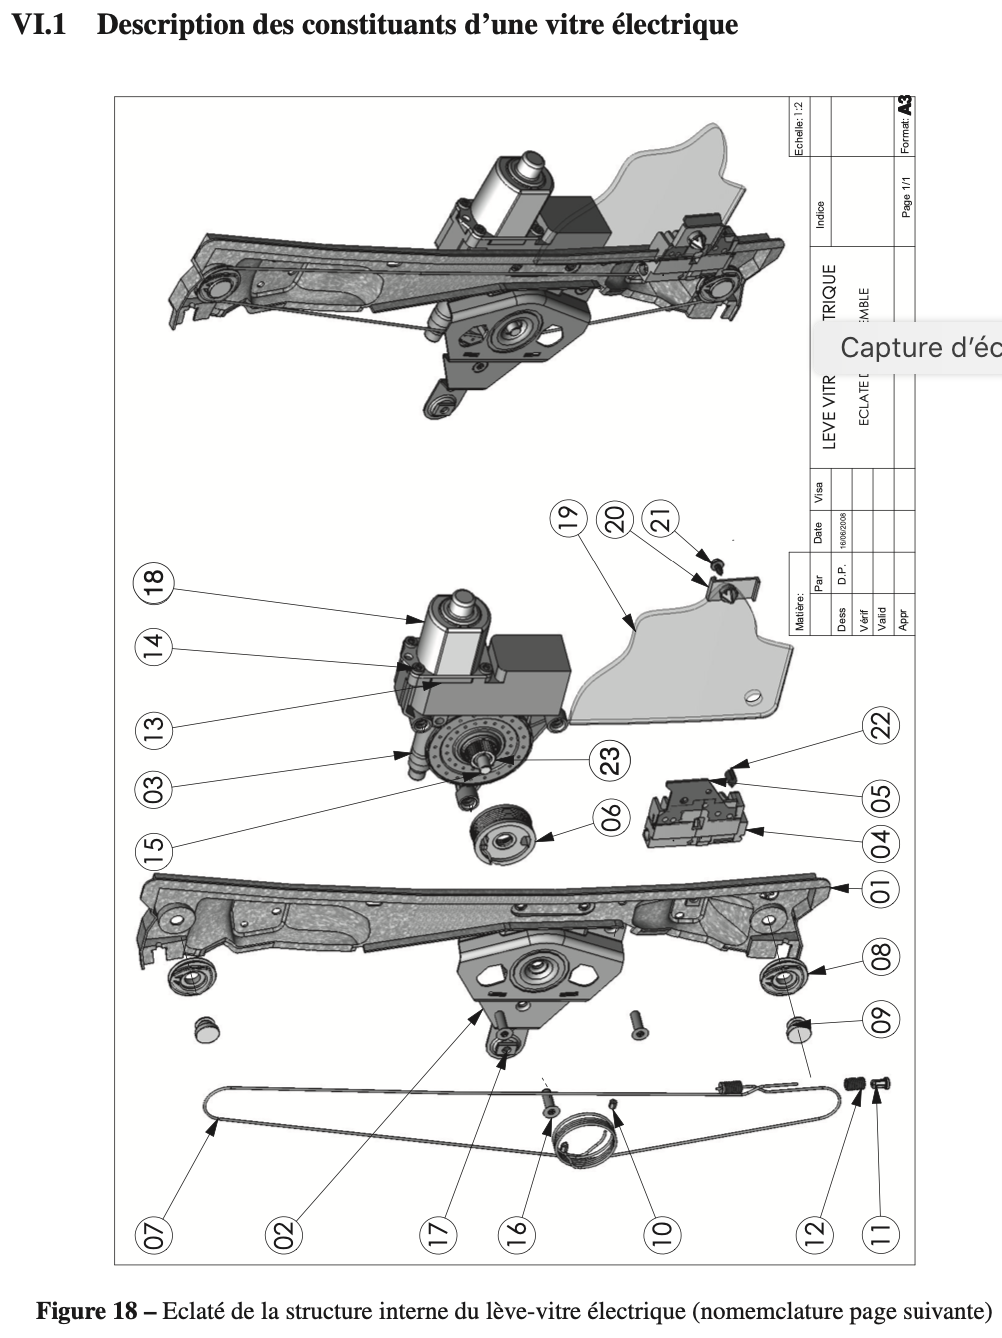 VI.1 Description des constituants d’une vitre électrique
Echelle:1:2
Format: A3
Indice
Page 1/1
LEVE VITR
TRIQUE
ECLATE D
EMBLE
Capture d’éc
Visa
Date
16/06/2008
Matière:
Par
D.P.
Dess
Vérif
Valid
Appr
19
20
21
18
14
13
03
15
23
06
22
05
04
01
08
09
07
02
17
16
10
12
11
Figure 18 – Eclaté de la structure interne du lève-vitre électrique (nomemclature page suivante)